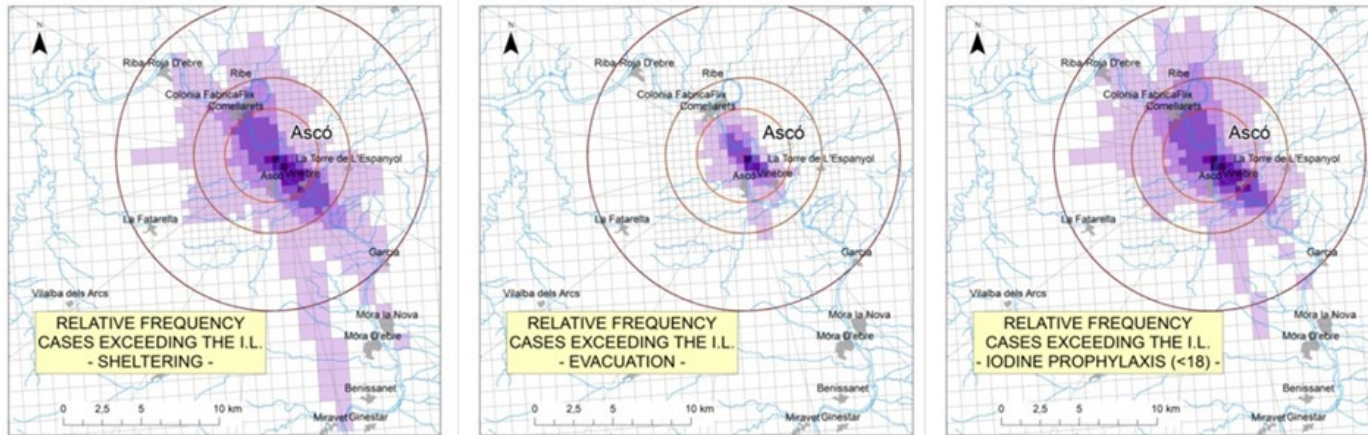 N
Riba-Roja D'ebre
Ribe
Colonia FabricaFlix
Comellarets
Ascó
La Torre de L'Espanyol
Ascó
Vinebre
La Fatarella
Garcia
Vilalba dels Arcs
Móra la Nova
Móra D'ebre
RELATIVE FREQUENCY
CASES EXCEEDING THE I.L.
- SHELTERING -
Benissanet
0 2.5 5 10 km
Miravet Ginestar
N
Riba-Roja D'ebre
Ribe
Colonia FabricaFlix
Comellarets
Ascó
La Torre de L'Espanyol
Ascó
Vinebre
La Fatarella
Garcia
Vilalba dels Arcs
Móra la Nova
Móra D'ebre
RELATIVE FREQUENCY
CASES EXCEEDING THE I.L.
- EVACUATION -
Benissanet
0 2.5 5 10 km
Miravet Ginestar
N
Riba-Roja D'ebre
Ribe
Colonia FabricaFlix
Comellarets
Ascó
La Torre de L'Espanyol
Ascó
Vinebre
La Fatarella
Garcia
Vilalba dels Arcs
Móra la Nova
Móra D'ebre
RELATIVE FREQUENCY
CASES EXCEEDING THE I.L.
- IODINE PROPHYLAXIS (<18) -
Benissanet
0 2.5 5 10 km
Miravet Ginestar